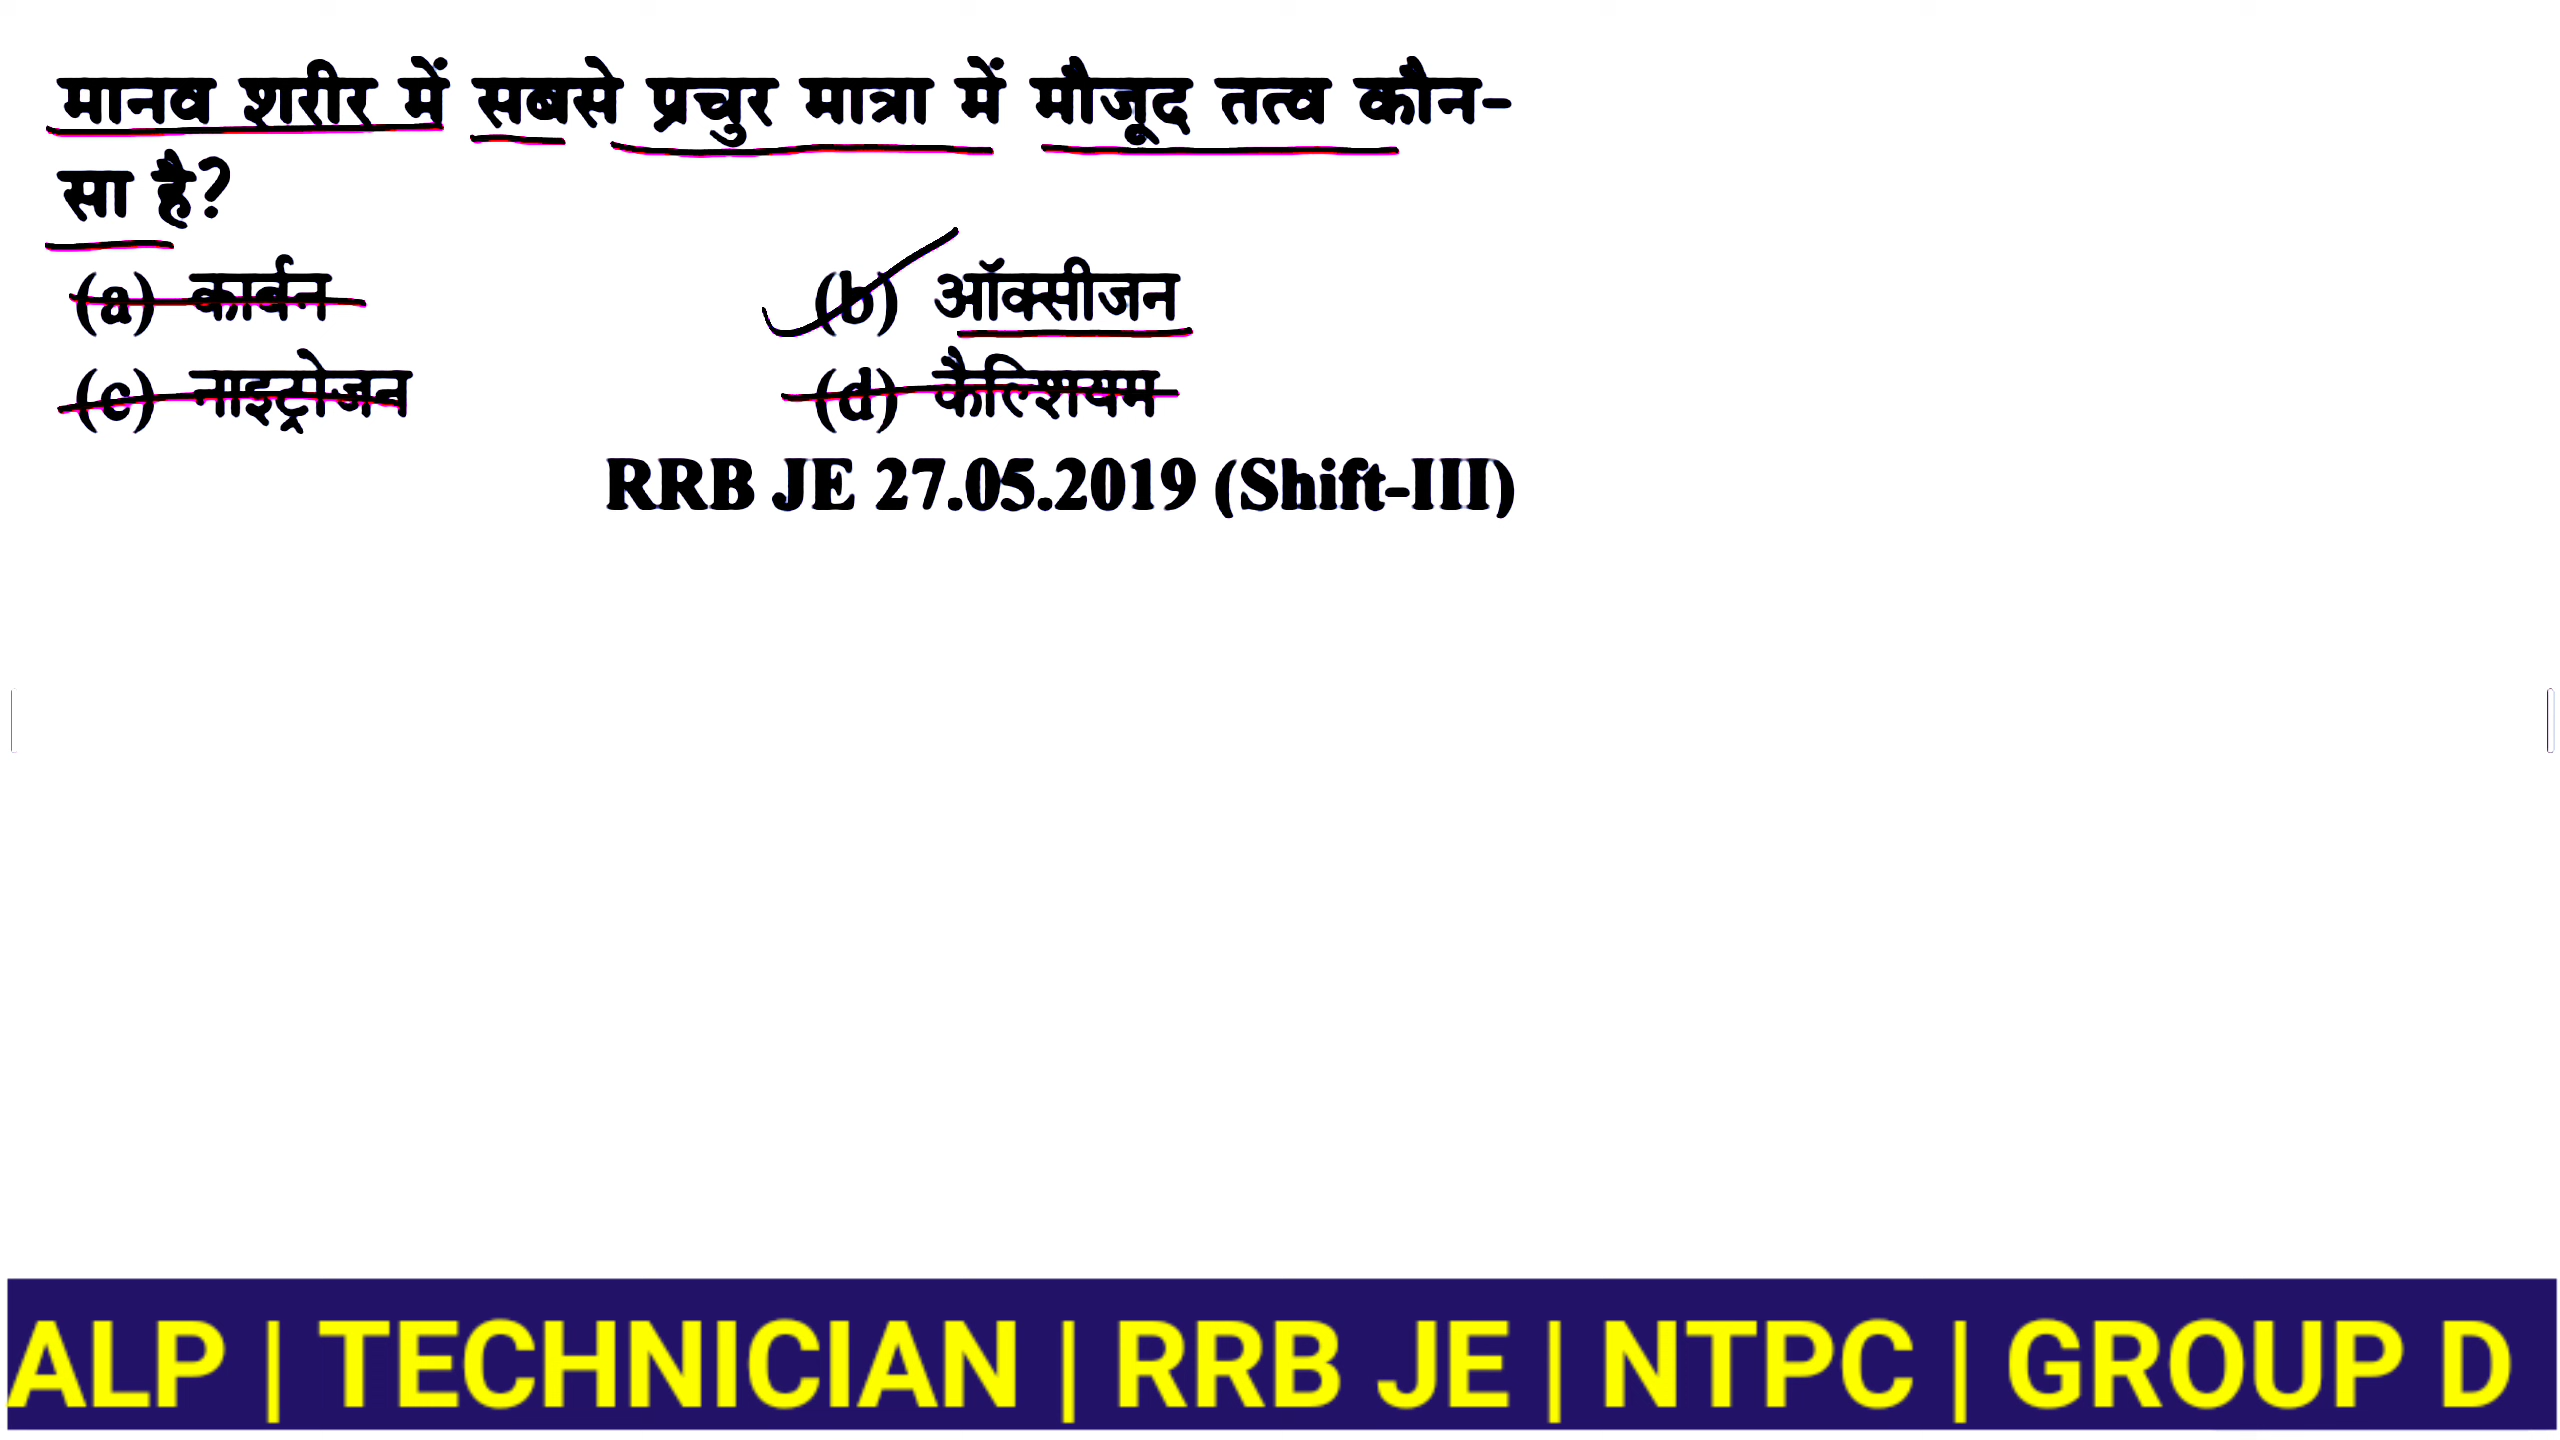 मानव शरीर में सबसे प्रचुर मात्रा में मौजूद तत्व कौन-
सा है?
(a) कार्बन (b) ऑक्सीजन
(c) नाइट्रोजन (d) कैल्शियम
RRB JE 27.05.2019 (Shift-III)
ALP | TECHNICIAN | RRB JE | NTPC | GROUP D